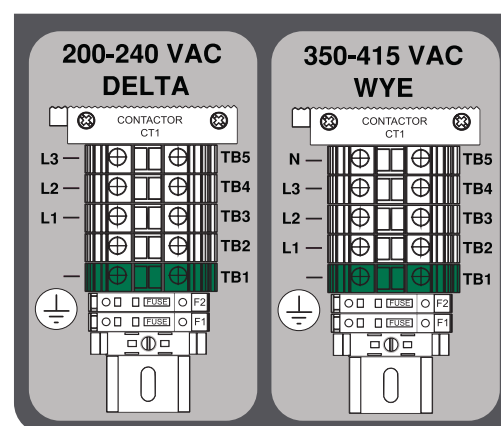 200-240 VAC
DELTA
CONTACTOR
CT1
L3 TB5
L2 TB4
L1 TB3
TB2
TB1
FUSE F2
FUSE F1
350-415 VAC
WYE
CONTACTOR
CT1
N TB5
L3 TB4
L2 TB3
L1 TB2
TB1
FUSE F2
FUSE F1